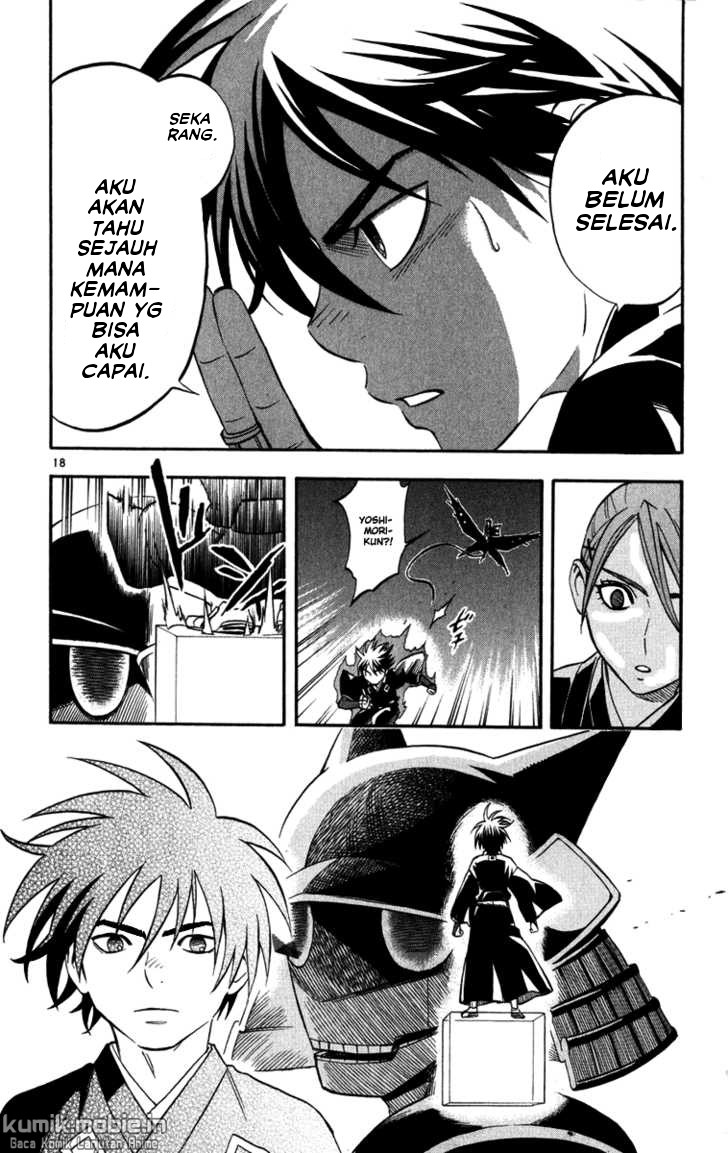 SEKA
RANG.
AKU
AKAN
TAHU
SEJAUH
MANA
KEMAM-
PUAN YG
BISA
AKU
CAPAI.
AKU
BELUM
SELESAI.
18
YOSHI-
MORI-
KUN?!
kumik.mobie.in
Baca Komik Lanutan Anime